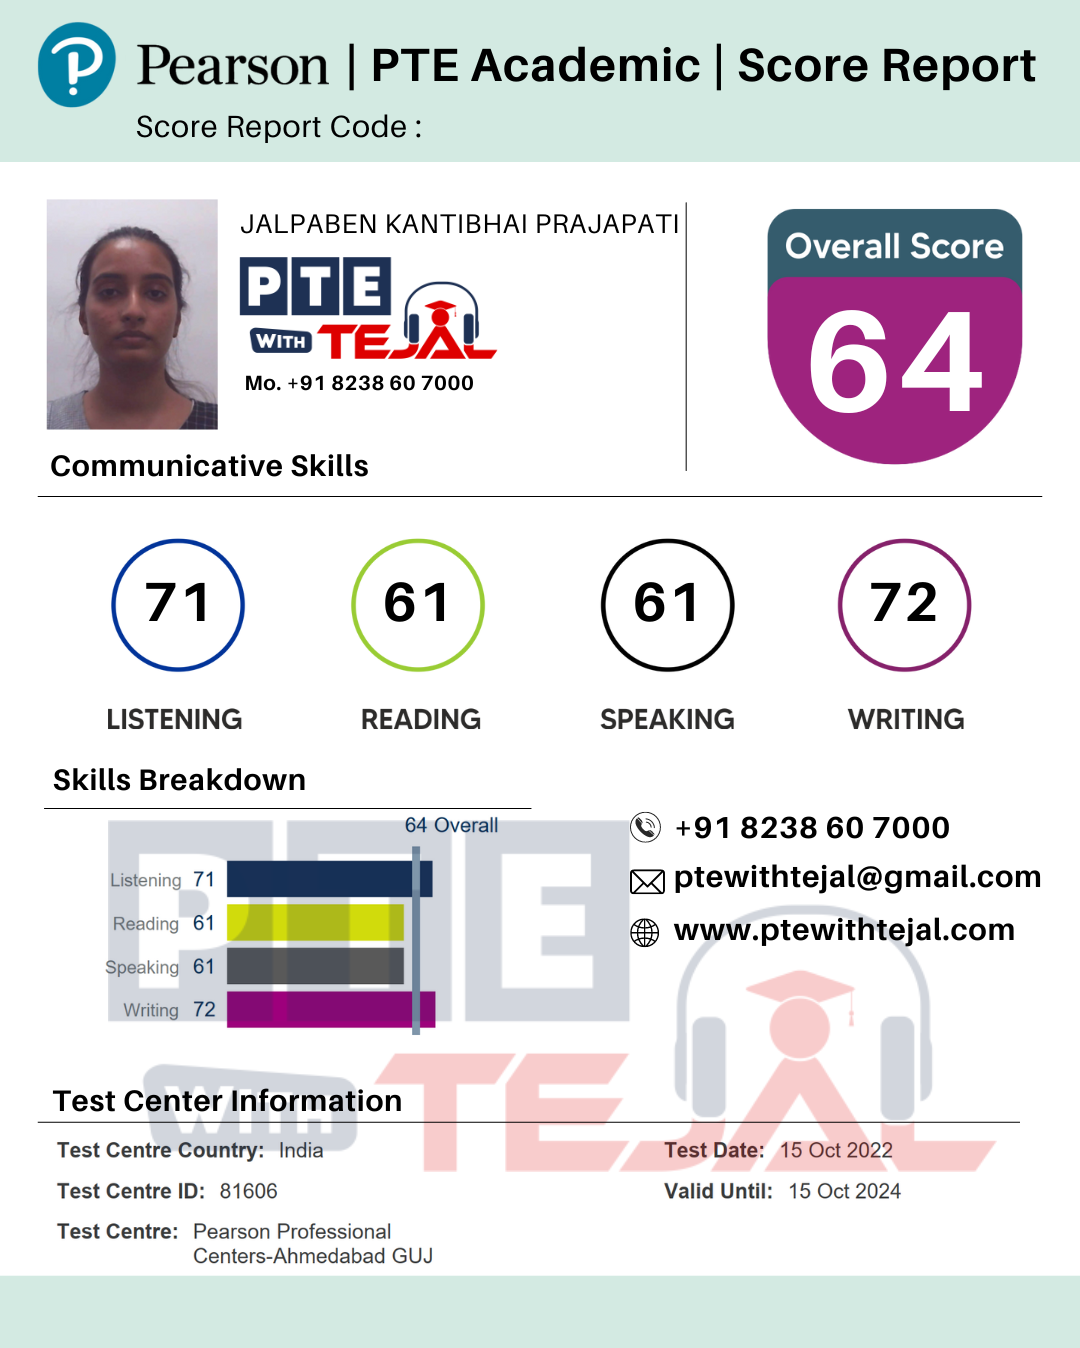 Pearson | PTE Academic | Score Report
Score Report Code :
JALPABEN KANTIBHAI PRAJAPATI
PTE
WITH TEJAL
Mo. +91 8238 60 7000
Overall Score
64
Communicative Skills
71 61 61 72
LISTENING READING SPEAKING WRITING
Skills Breakdown
64 Overall
Listening 71
Reading 61
Speaking 61
Writing 72
+91 8238 60 7000
ptewithtejal@gmail.com
www.ptewithtejal.com
PTE
WITH TEJAL
Test Center Information
Test Centre Country: India
Test Date: 15 Oct 2022
Test Centre ID: 81606
Valid Until: 15 Oct 2024
Test Centre: Pearson Professional
Centers-Ahmedabad GUJ